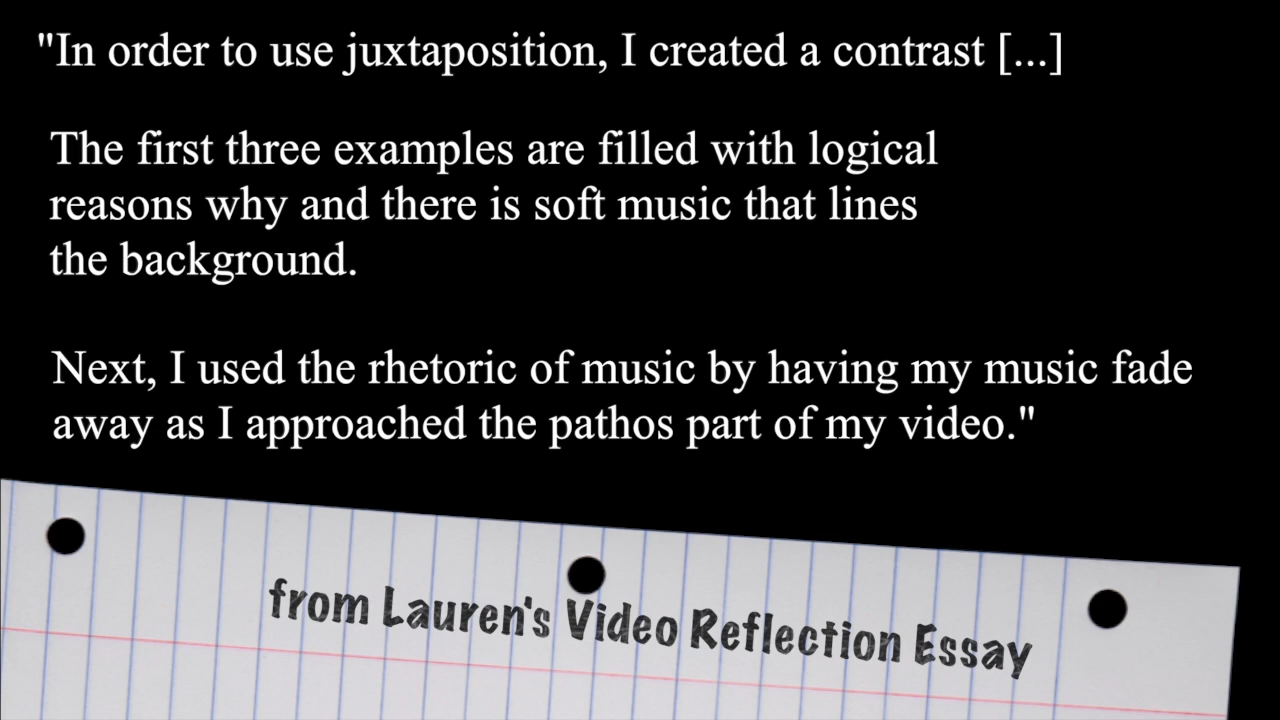 "In order to use juxtaposition, I created a contrast [...]
The first three examples are filled with logical
reasons why and there is soft music that lines
the background.
Next, I used the rhetoric of music by having my music fade
away as I approached the pathos part of my video."
from Lauren's Video Reflection Essay